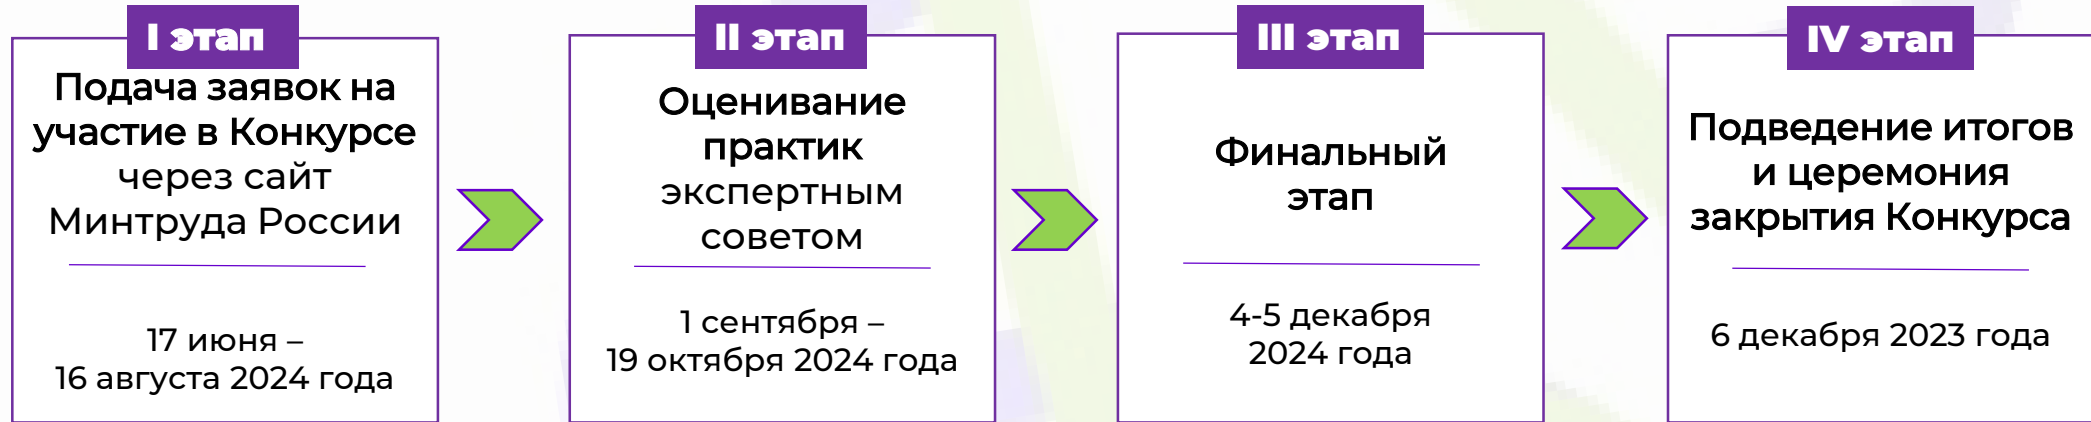 I этап
Подача заявок на
участие в Конкурсе
через сайт
Минтруда России
17 июня –
16 августа 2024 года
II этап
Оценивание
практик
экспертным
советом
1 сентября –
19 октября 2024 года
III этап
Финальный
этап
4-5 декабря
2024 года
IV этап
Подведение итогов
и церемония
закрытия Конкурса
6 декабря 2023 года